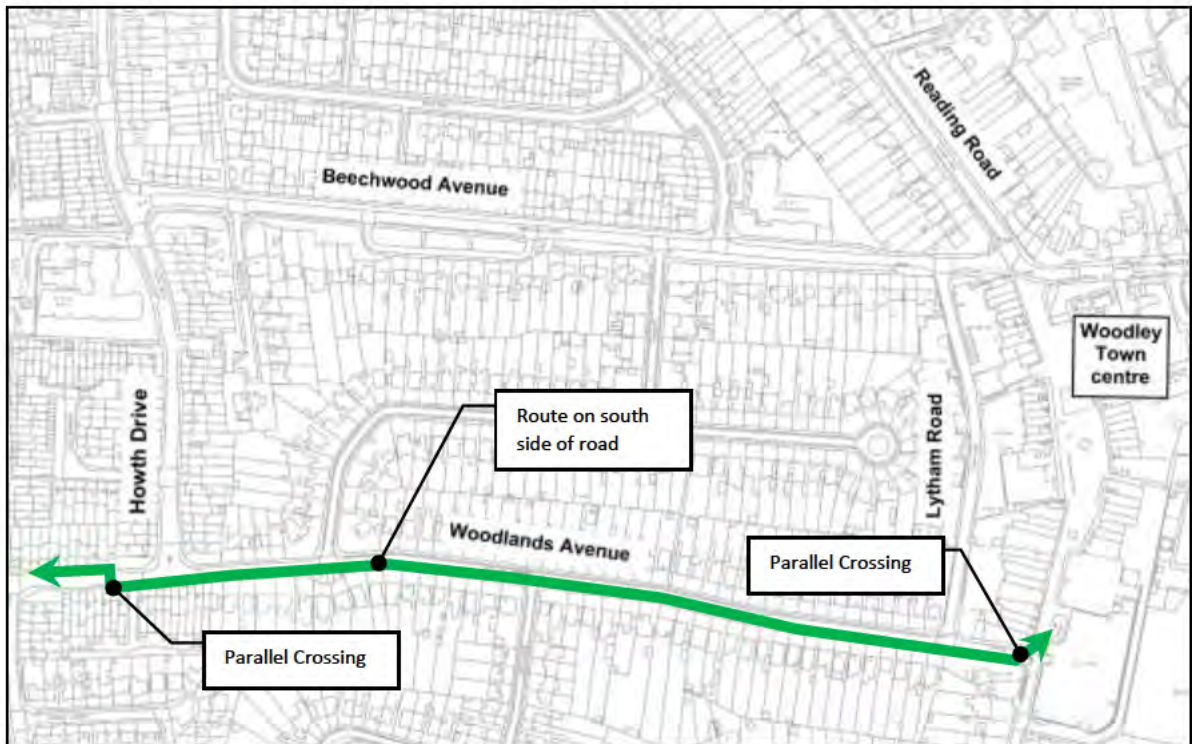 Reading Road
Beechwood Avenue
Woodley
Town
centre
Howth Drive
Route on south
side of road
Lytham Road
Woodlands Avenue
Parallel Crossing
Parallel Crossing